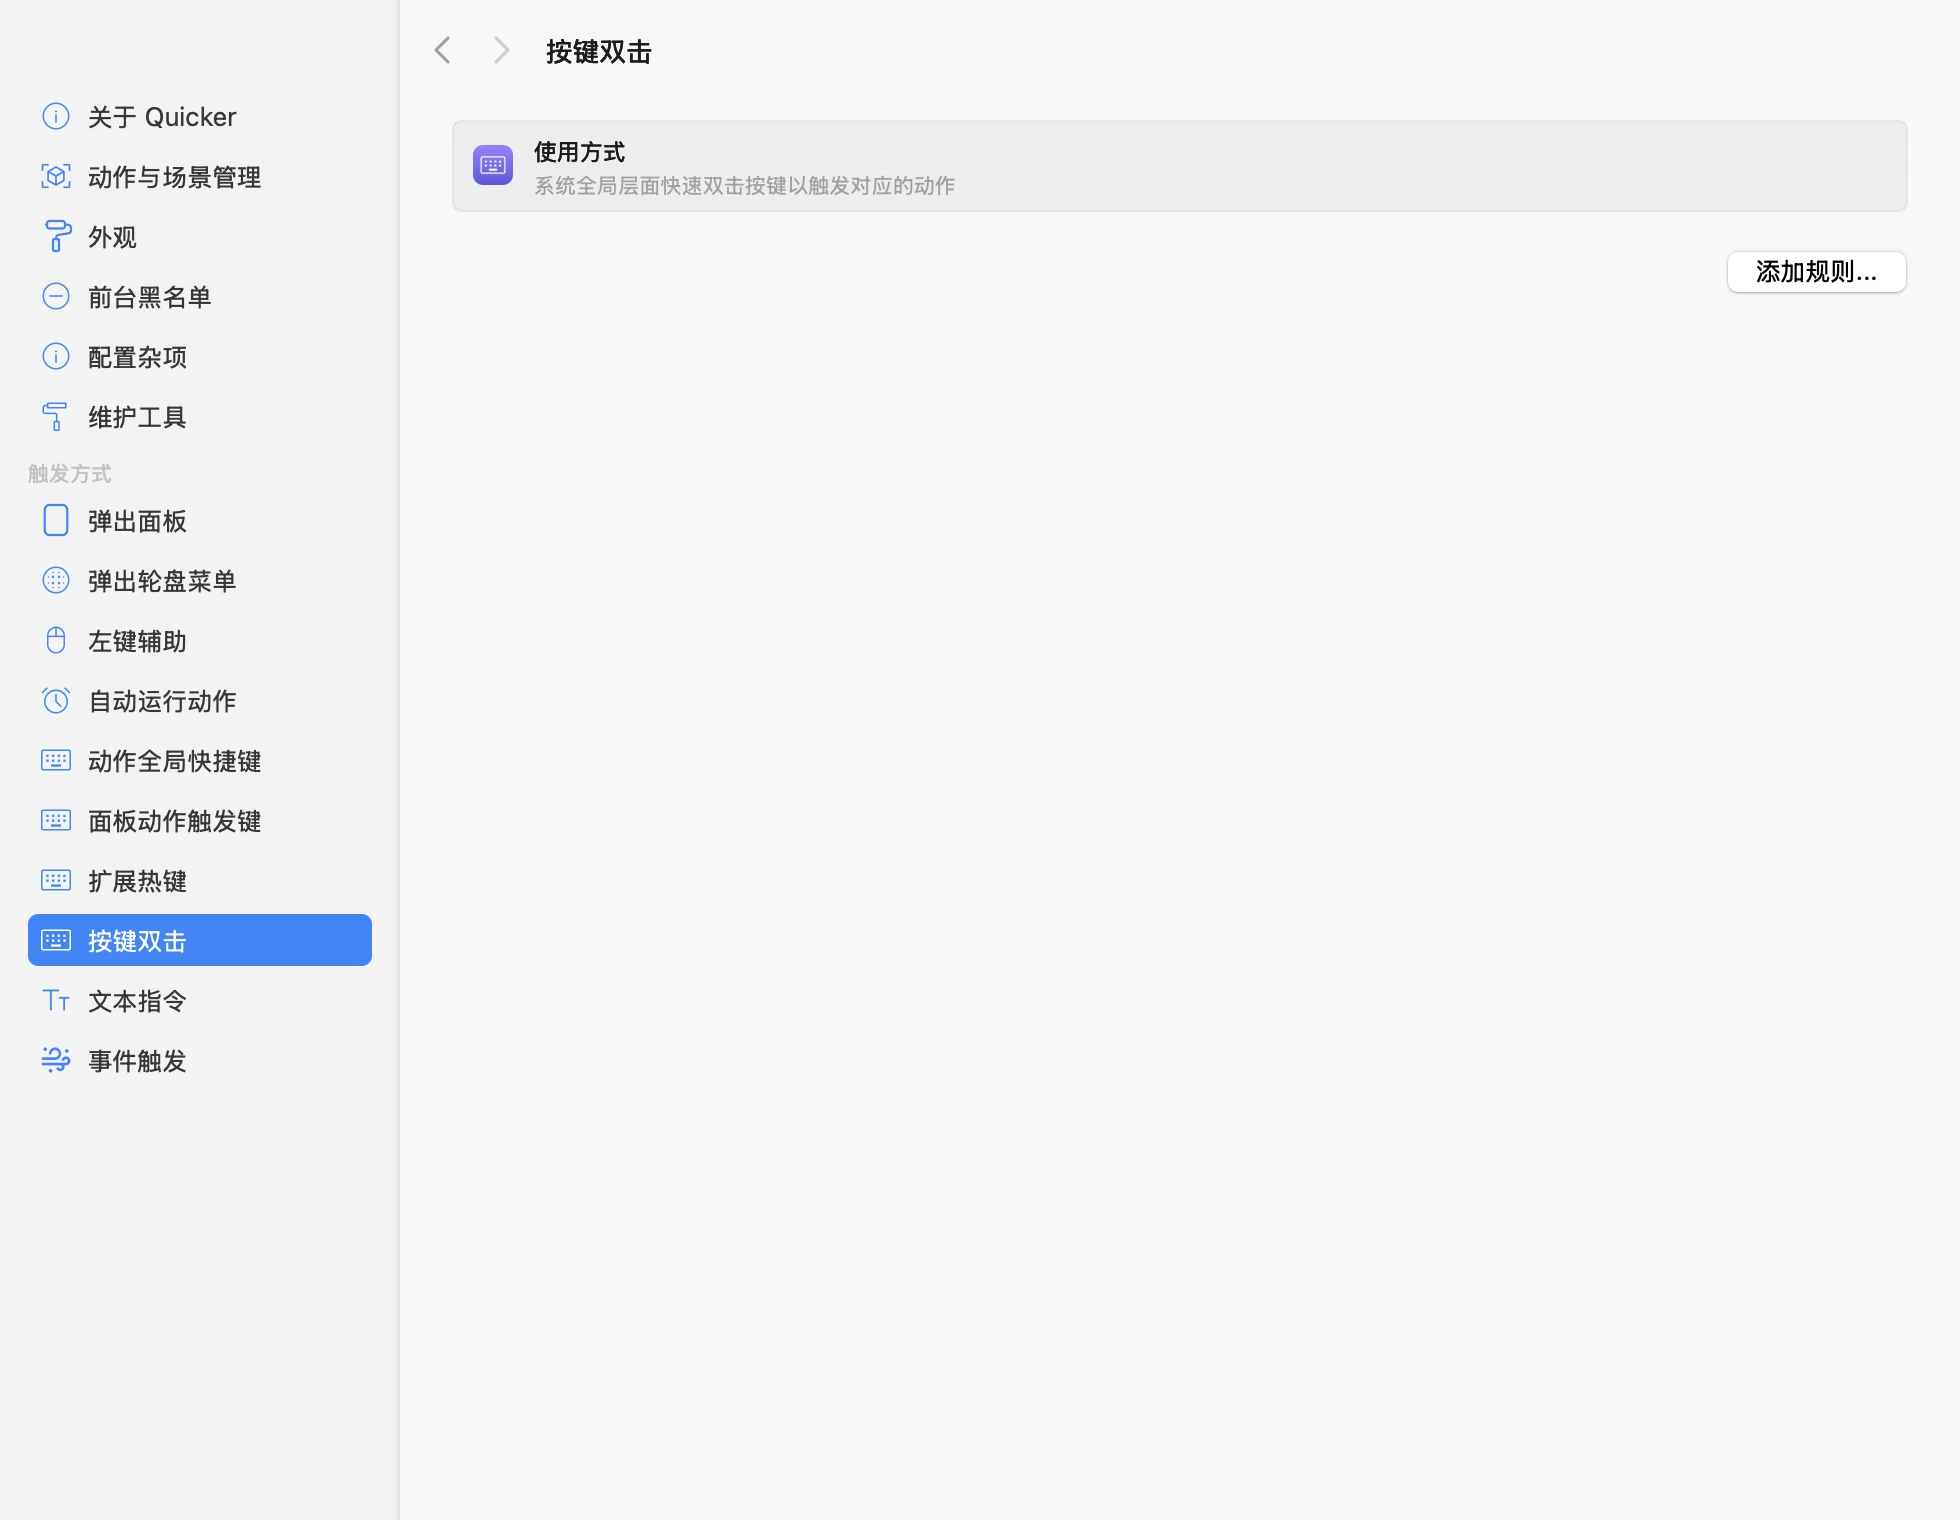 按键双击
关于 Quicker
动作与场景管理
外观
前台黑名单
配置杂项
维护工具
触发方式
弹出面板
弹出轮盘菜单
左键辅助
自动运行动作
动作全局快捷键
面板动作触发键
扩展热键
按键双击
文本指令
事件触发
使用方式
系统全局层面快速双击按键以触发对应的动作
添加规则...